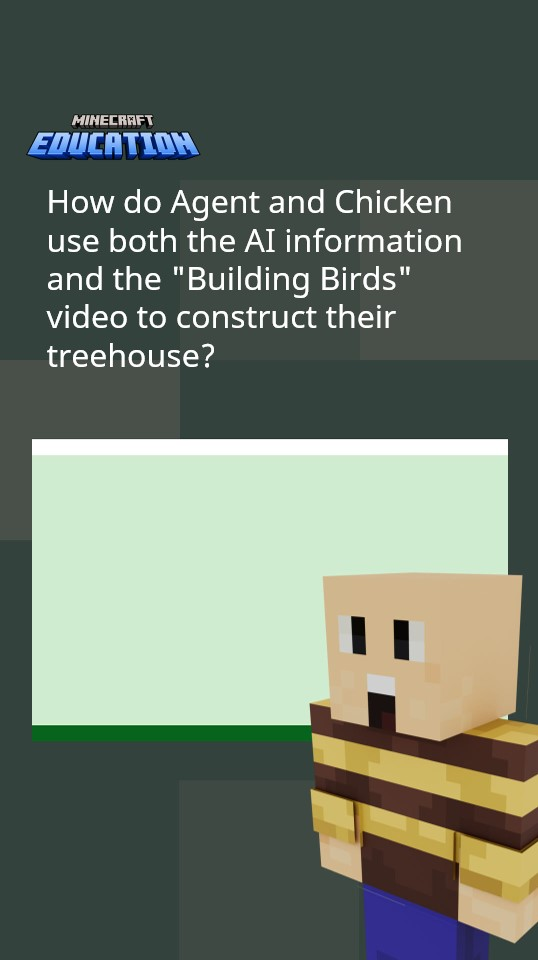 MINECRAFT
EDUCATION
How do Agent and Chicken
use both the AI information
and the "Building Birds"
video to construct their
treehouse?